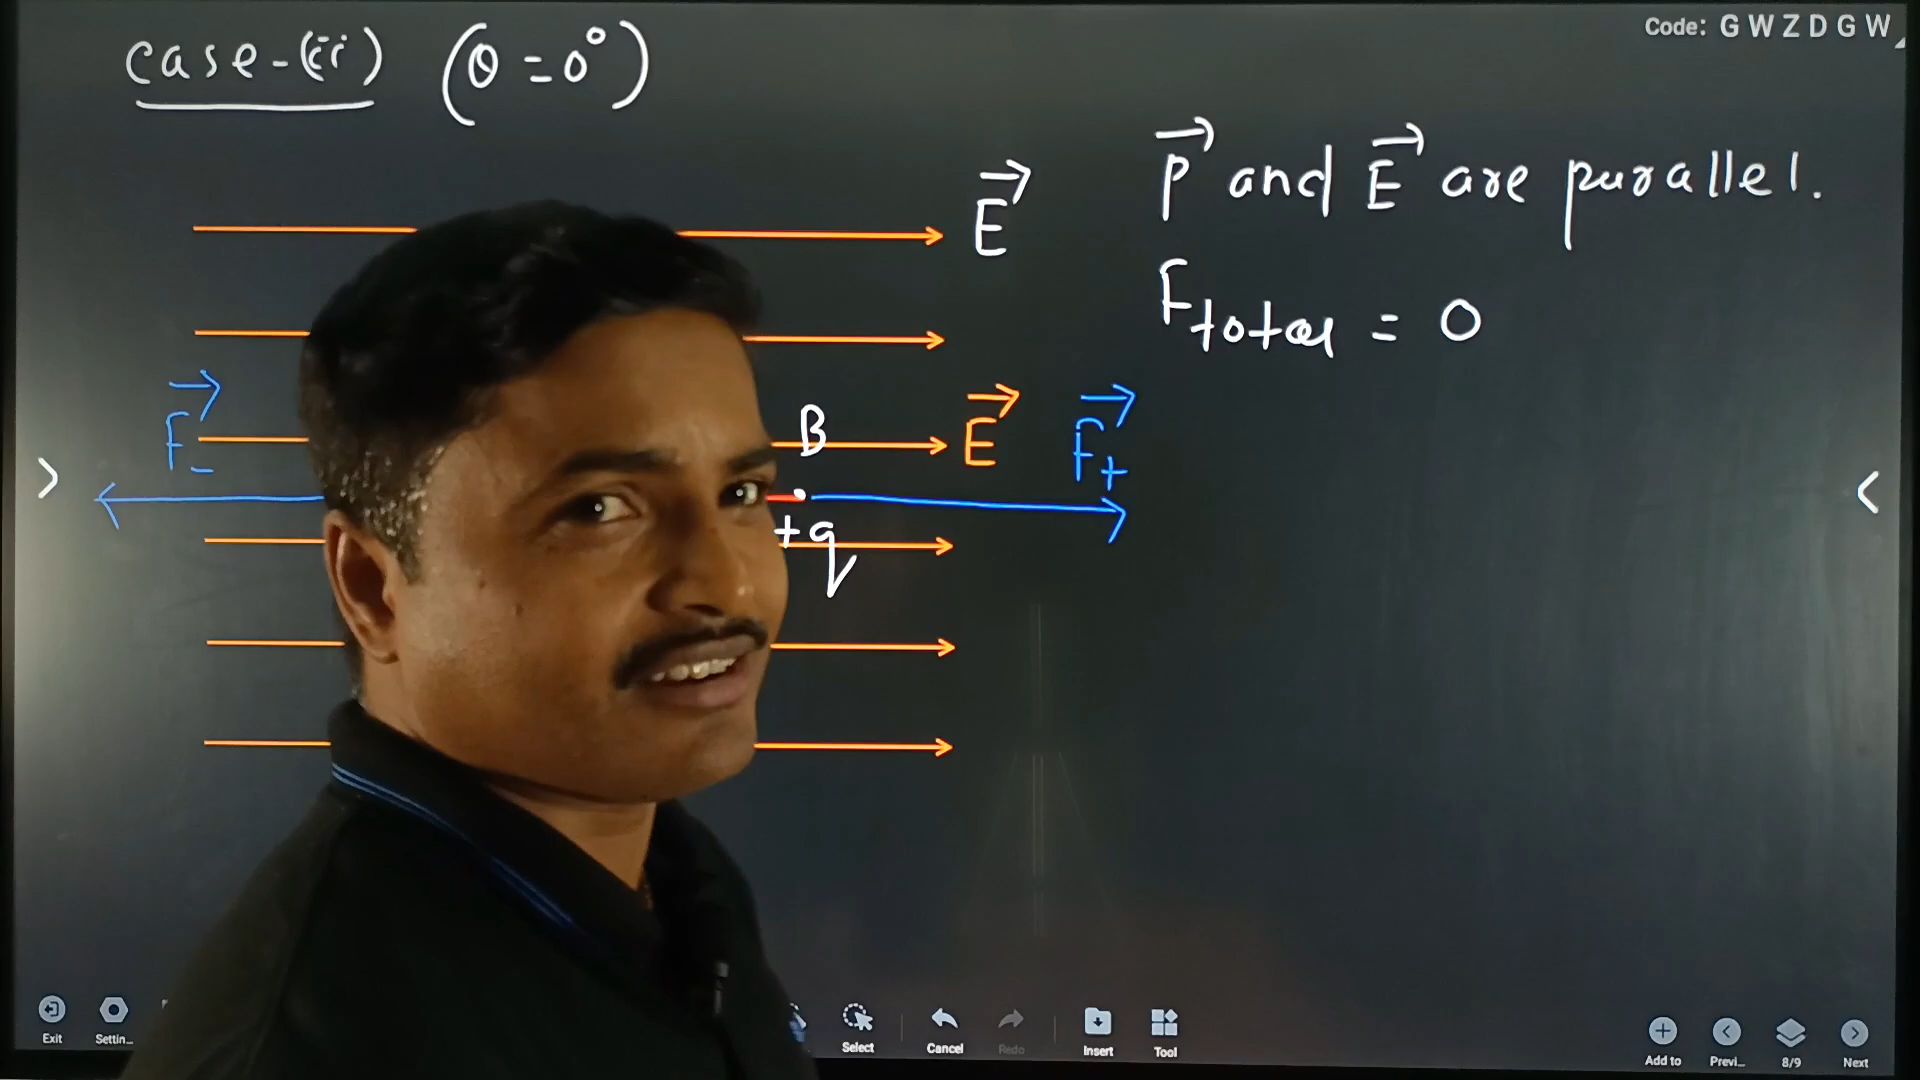 Code: GWZDGW
Case-(ii) (θ = 0°)
P and E are parallel.
E
Ftotal = 0
F-
B
E
F+
+q
Exit
Settin...
Select
Cancel
Redo
Insert
Tool
Add to
Previ...
8/9
Next